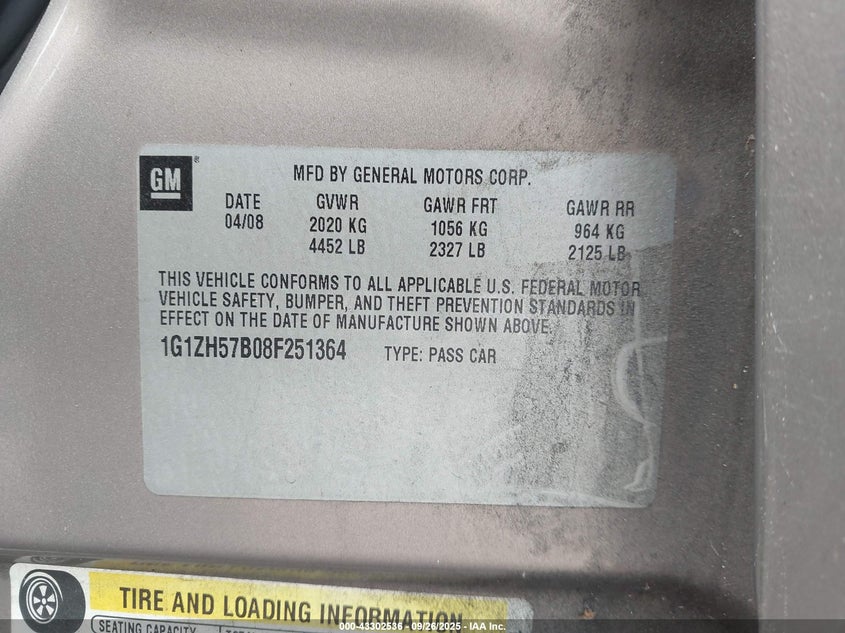 GM ® MFD BY GENERAL MOTORS CORP.
DATE GVWR GAWR FRT GAWR RR
04/08 2020 KG 1056 KG 964 KG
4452 LB 2327 LB 2125 LB
THIS VEHICLE CONFORMS TO ALL APPLICABLE U.S. FEDERAL MOTOR
VEHICLE SAFETY, BUMPER, AND THEFT PREVENTION STANDARDS IN
EFFECT ON THE DATE OF MANUFACTURE SHOWN ABOVE.
1G1ZH57B08F251364 TYPE: PASS CAR
TIRE AND LOADING INFORMATION
SEATING CAPACITY
000-43302536 - 09/26/2025 - IAA Inc.